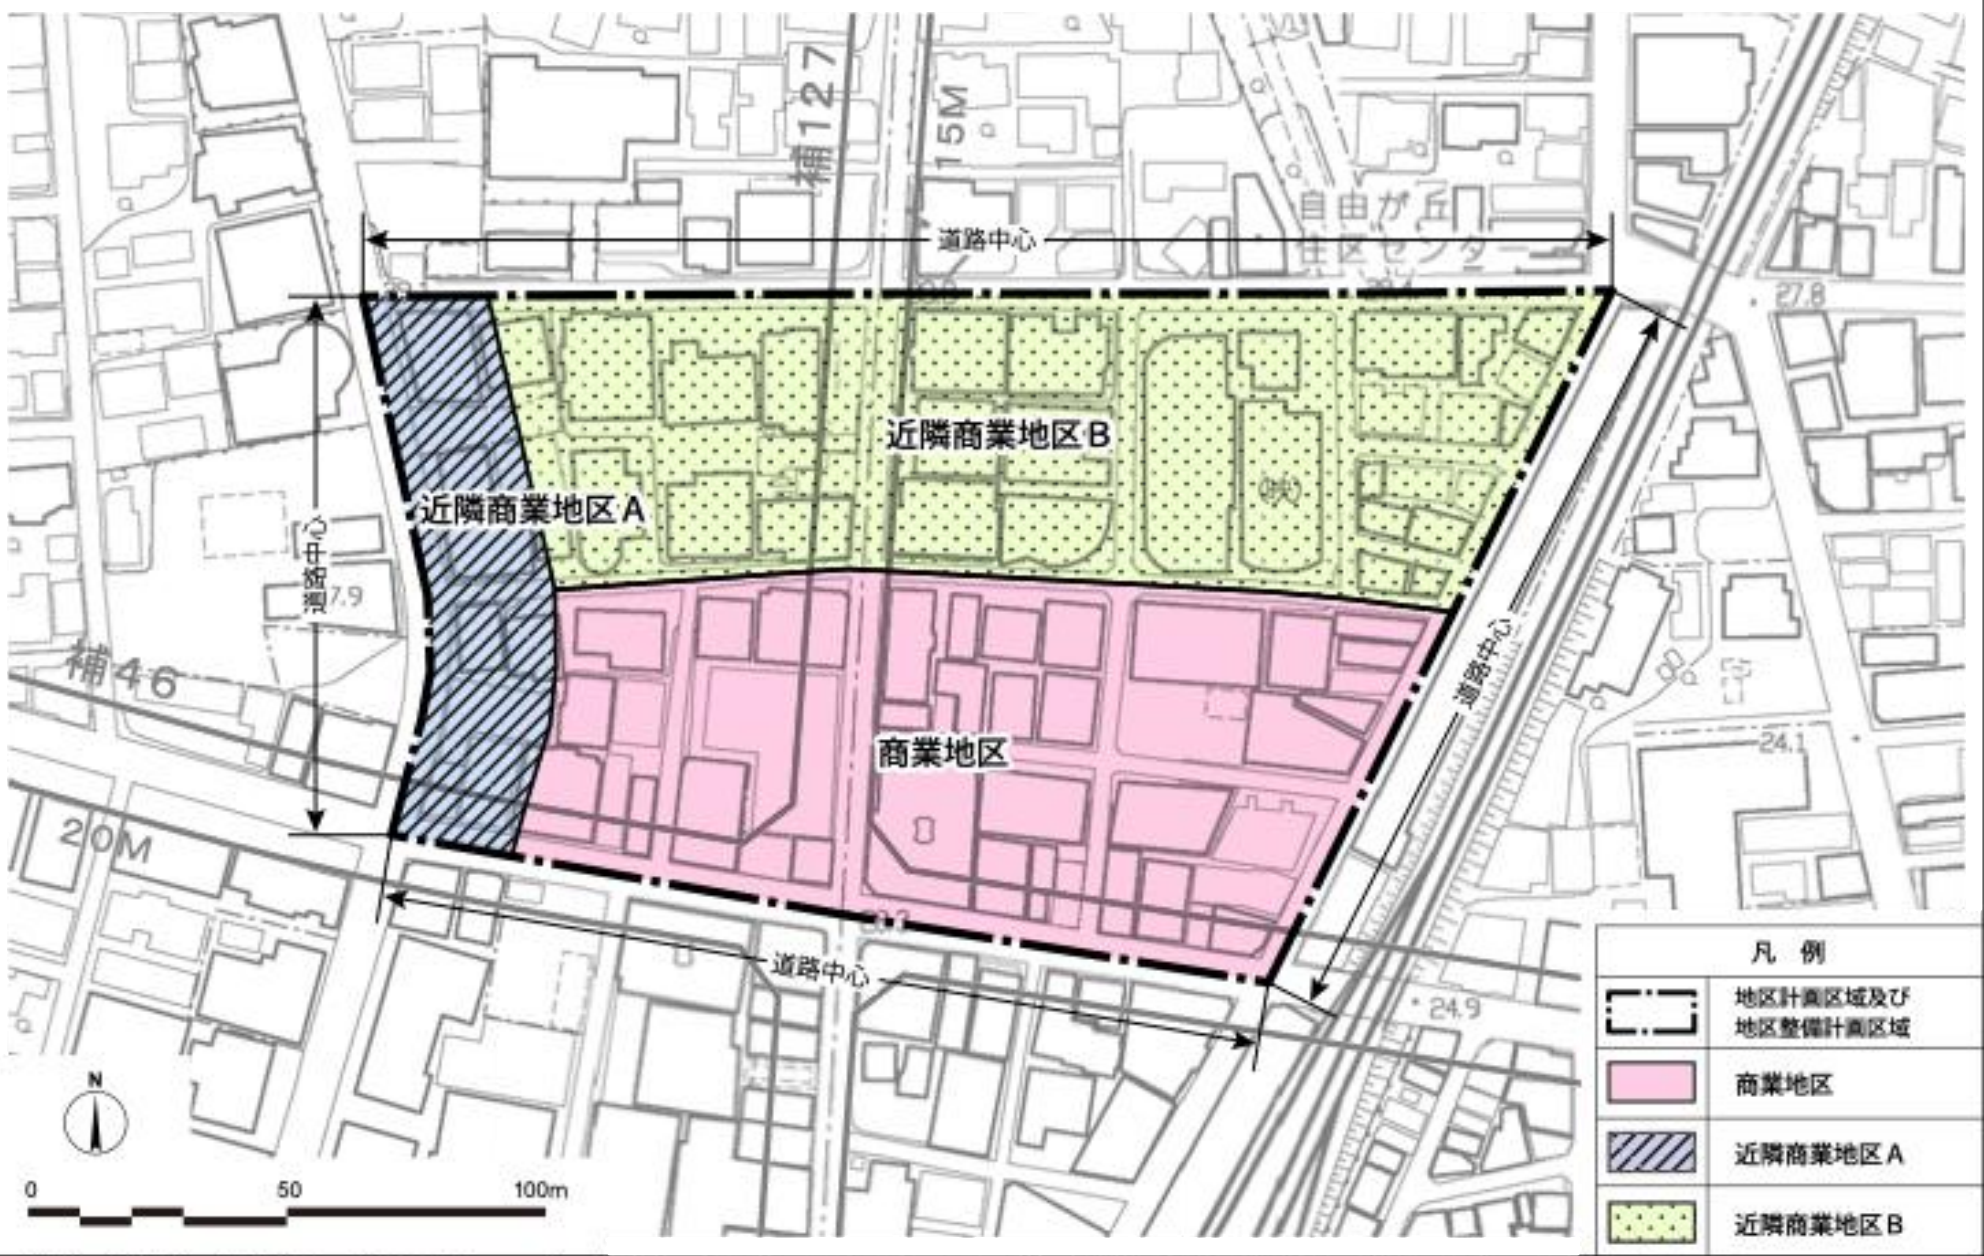 補127
15M
自由が丘
住区センター
道路中心
27.8
近隣商業地区B
近隣商業地区A
(映)
道路中心
7.9
道路中心
補46
商業地区
24.1
20M
道路中心
24.9
N
0 50 100m
凡 例
地区計画区域及び
地区整備計画区域
商業地区
近隣商業地区A
近隣商業地区B